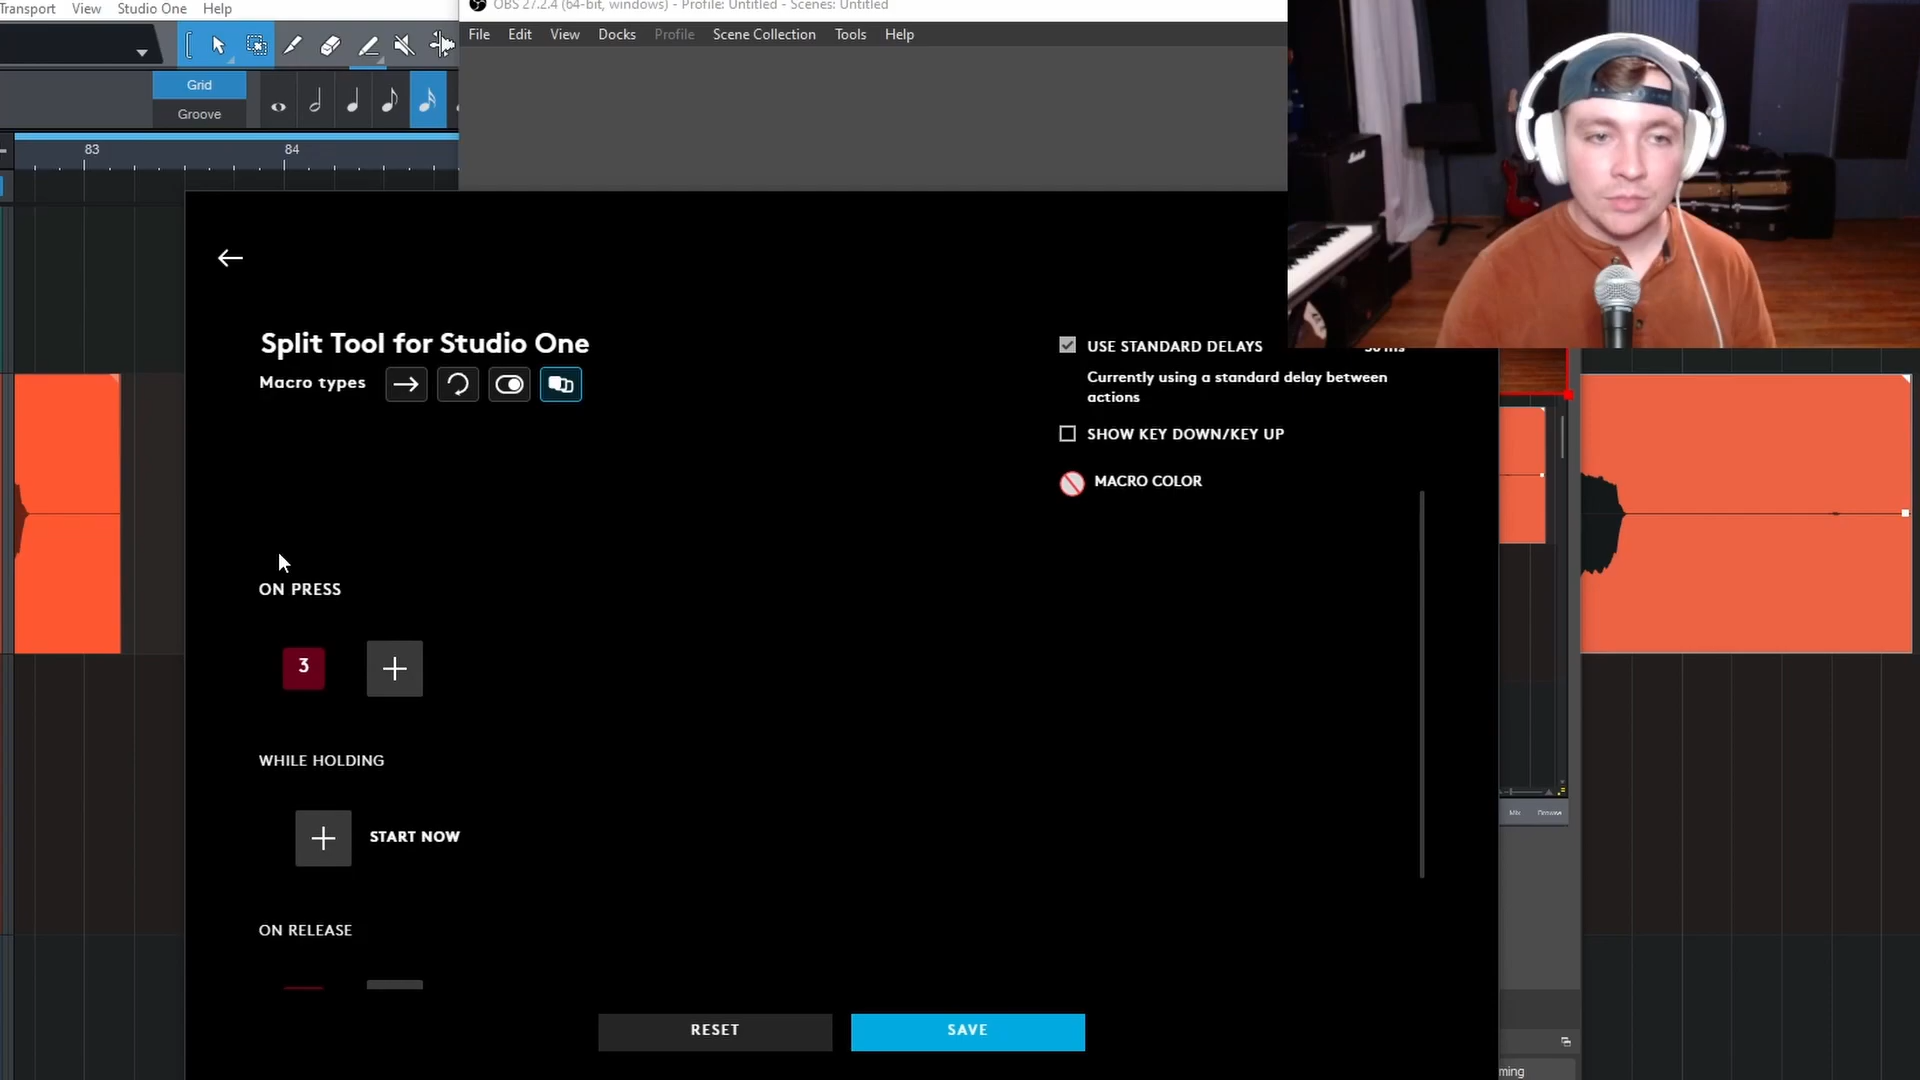 Transport View Studio One Help
OBS 27.2.4 (64-bit, windows) - Profile: Untitled - Scenes: Untitled
File Edit View Docks Profile Scene Collection Tools Help
Grid
Groove
83
84
Split Tool for Studio One
Macro types
USE STANDARD DELAYS
Currently using a standard delay between
actions
SHOW KEY DOWN/KEY UP
MACRO COLOR
ON PRESS
3
WHILE HOLDING
START NOW
ON RELEASE
RESET
SAVE
Mix
ming